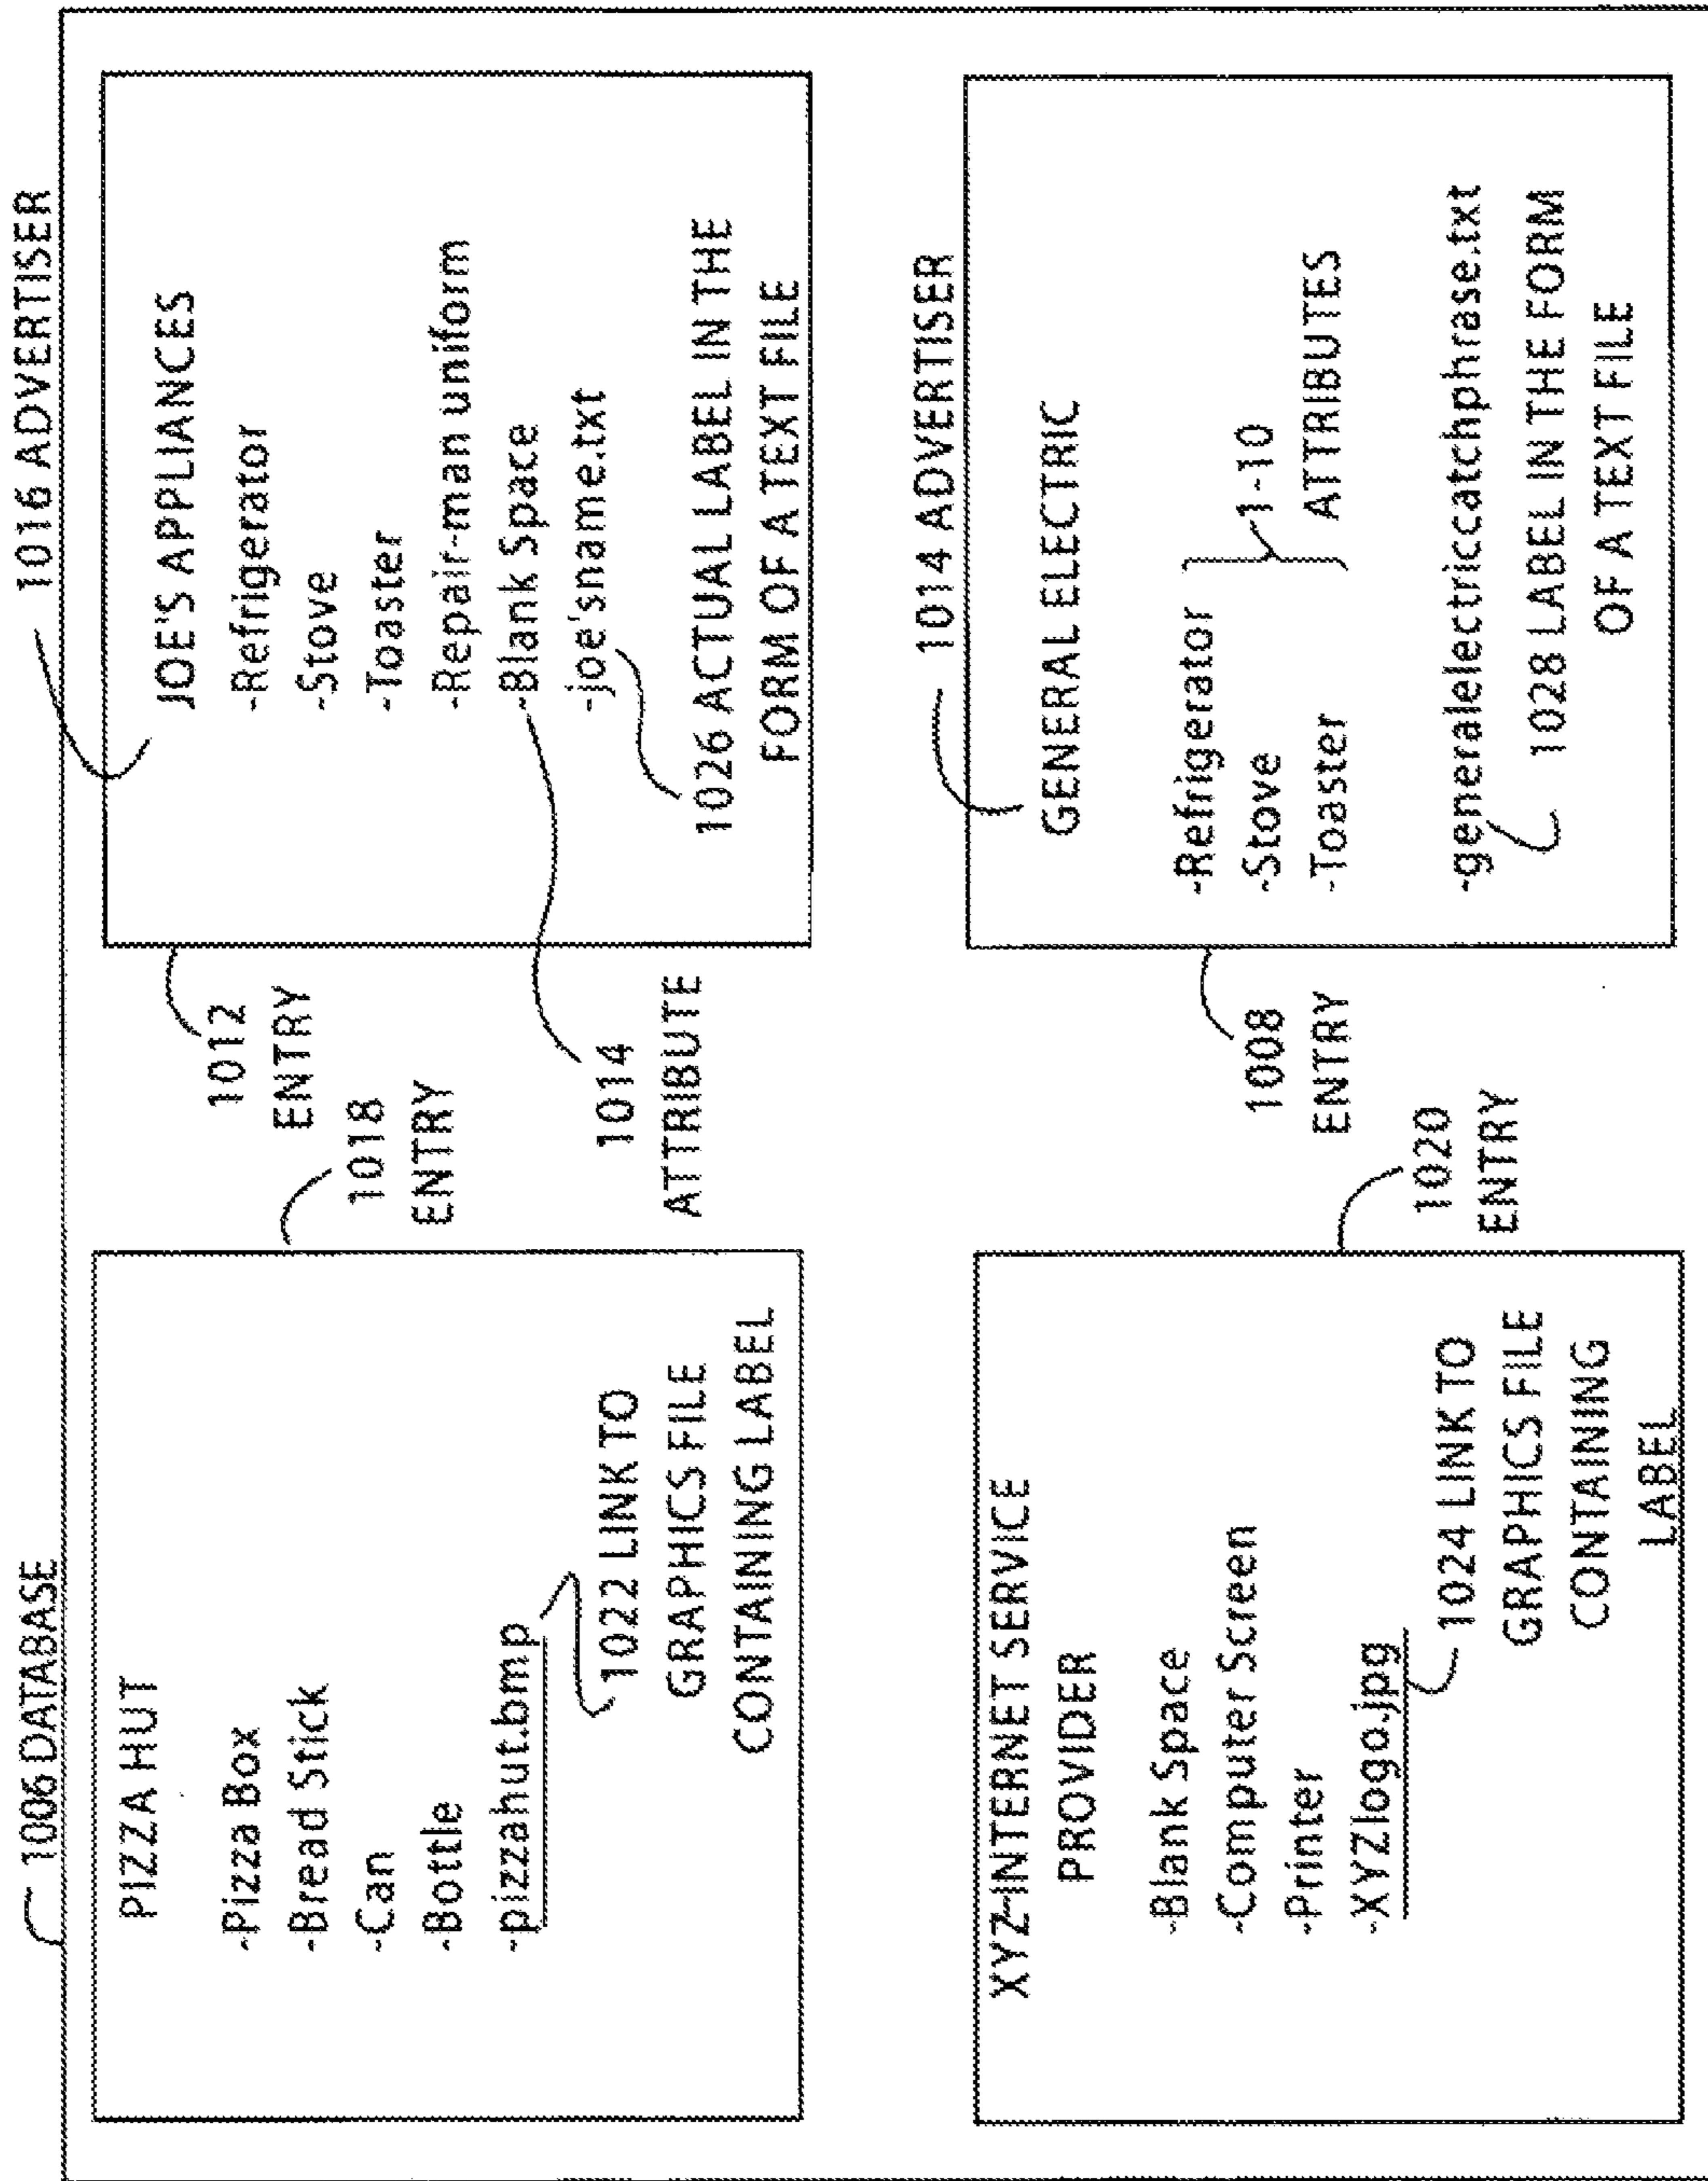 1006 DATABASE
PIZZA HUT
-Pizza Box
-Bread Stick
-Can
-Bottle
-pizzahut.bmp
1022 LINK TO
GRAPHICS FILE
CONTAINING LABEL
1018
ENTRY
1012
ENTRY
1014
ATTRIBUTE
1016 ADVERTISER
JOE'S APPLIANCES
-Refrigerator
-Stove
-Toaster
-Repair-man uniform
-Blank Space
-joe'sname.txt
1026 ACTUAL LABEL IN THE
FORM OF A TEXT FILE
XYZ-INTERNET SERVICE
PROVIDER
-Blank Space
-Computer Screen
-Printer
-XYZlogo.jpg
1024 LINK TO
GRAPHICS FILE
CONTAINING
LABEL
1020
ENTRY
1008
ENTRY
1014 ADVERTISER
GENERAL ELECTRIC
-Refrigerator
-Stove
-Toaster
1-10
ATTRIBUTES
-generalelectriccatchphrase.txt
1028 LABEL IN THE FORM
OF A TEXT FILE